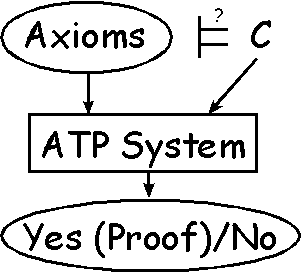 Axioms ?⊨ C
ATP System
Yes (Proof)/No